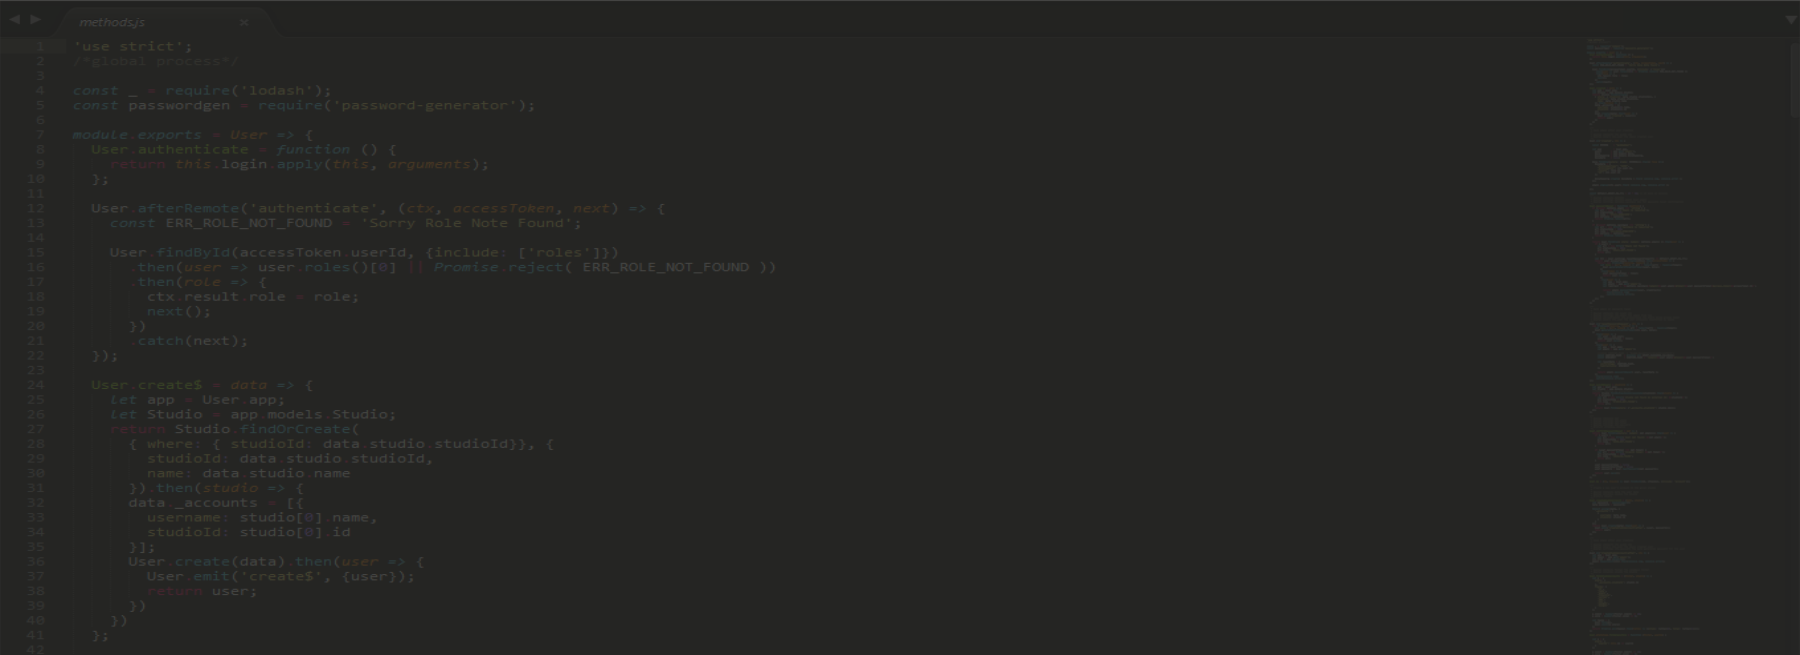 methods.js ×
1 'use strict';
2 /*global process*/
3
4 const _ = require('lodash');
5 const passwordgen = require('password-generator');
6
7 module.exports = User => {
8   User.authenticate = function () {
9     return this.login.apply(this, arguments);
10   };
11
12   User.afterRemote('authenticate', (ctx, accessToken, next) => {
13     const ERR_ROLE_NOT_FOUND = 'Sorry Role Note Found';
14
15     User.findById(accessToken.userId, {include: ['roles']})
16       .then(user => user.roles()[0] || Promise.reject( ERR_ROLE_NOT_FOUND ))
17       .then(role => {
18         ctx.result.role = role;
19         next();
20       })
21       .catch(next);
22   });
23
24   User.create$ = data => {
25     let app = User.app;
26     let Studio = app.models.Studio;
27     return Studio.findOrCreate(
28       { where: { studioId: data.studio.studioId}}, {
29         studioId: data.studio.studioId,
30         name: data.studio.name
31       }).then(studio => {
32       data._accounts = [{
33         username: studio[0].name,
34         studioId: studio[0].id
35       }];
36       User.create(data).then(user => {
37         User.emit('create$', {user});
38         return user;
39       })
40     })
41   };
42